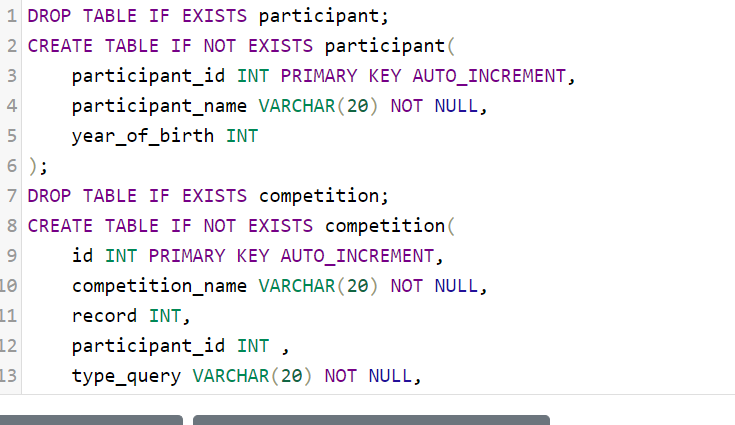 1 DROP TABLE IF EXISTS participant;
2 CREATE TABLE IF NOT EXISTS participant(
3 participant_id INT PRIMARY KEY AUTO_INCREMENT,
4 participant_name VARCHAR(20) NOT NULL,
5 year_of_birth INT
6 );
7 DROP TABLE IF EXISTS competition;
8 CREATE TABLE IF NOT EXISTS competition(
9 id INT PRIMARY KEY AUTO_INCREMENT,
10 competition_name VARCHAR(20) NOT NULL,
11 record INT,
12 participant_id INT ,
13 type_query VARCHAR(20) NOT NULL,